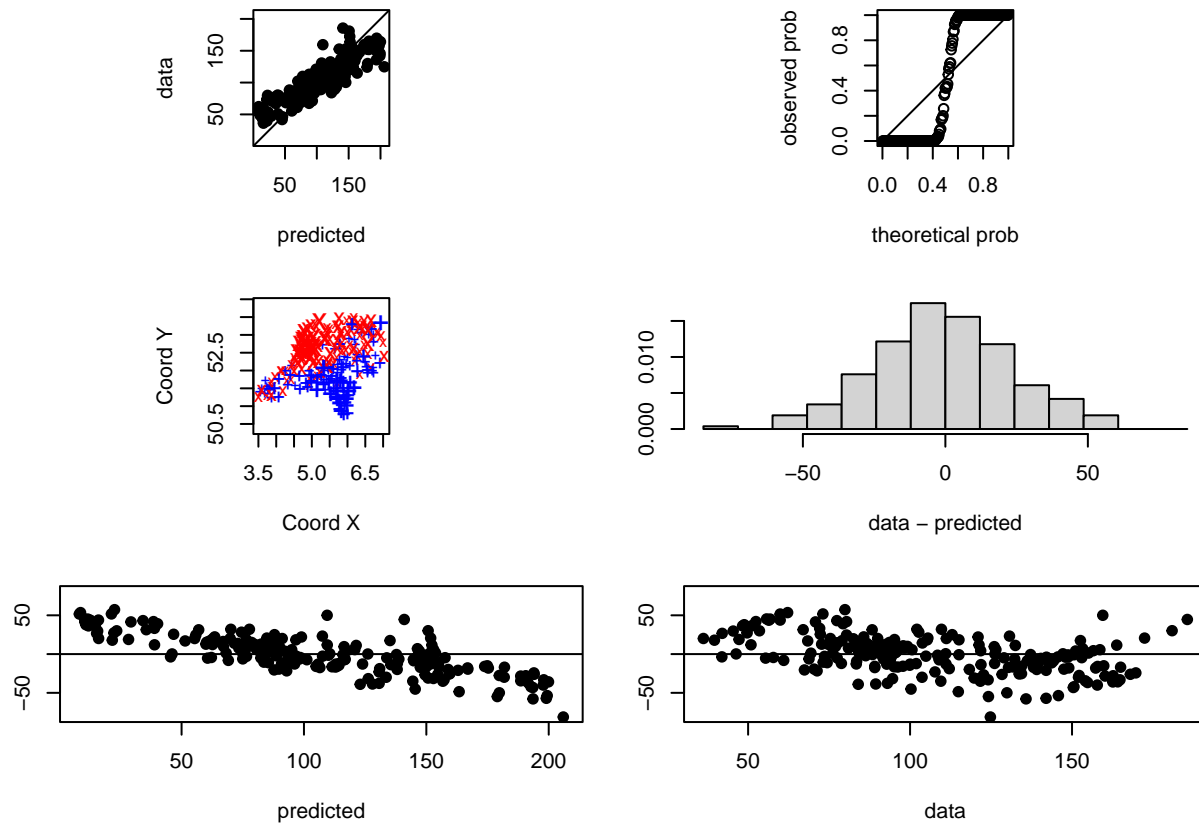 data
150
50
50 150
predicted
observed prob
0.8
0.4
0.0
0.0 0.4 0.8
theoretical prob
Coord Y
52.5
50.5
3.5 5.0 6.5
Coord X
0.010
0.000
−50 0 50
data − predicted
50
−50
50 100 150 200
predicted
50
−50
50 100 150
data